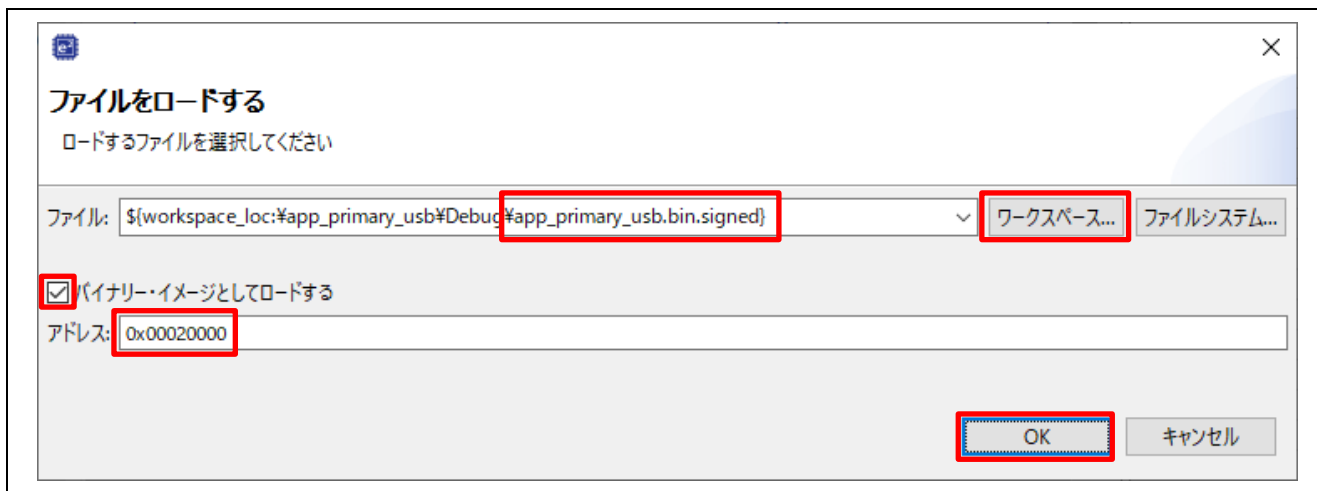 ファイルをロードする
ロードするファイルを選択してください
ファイル: ${workspace_loc:¥app_primary_usb¥Debug¥app_primary_usb.bin.signed} ワークスペース... ファイルシステム...
バイナリー・イメージとしてロードする
アドレス: 0x00020000
OK キャンセル